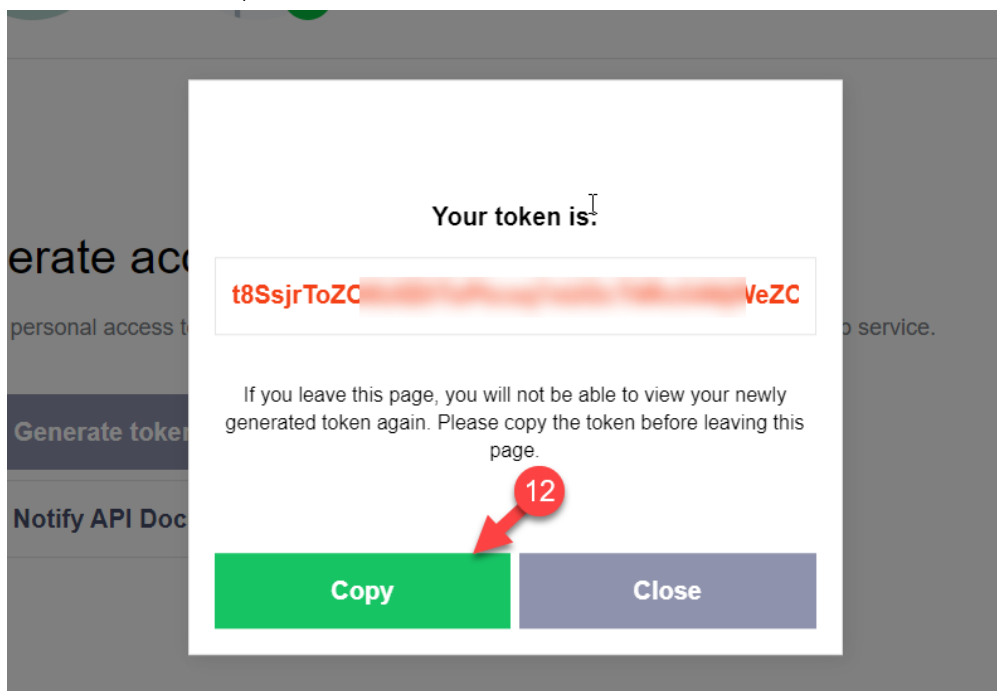 Your token is:
erate acc
t8SsjrToZC
VeZC
personal access t
o service.
If you leave this page, you will not be able to view your newly
generated token again. Please copy the token before leaving this
page.
Generate token
12
Notify API Doc
Copy
Close